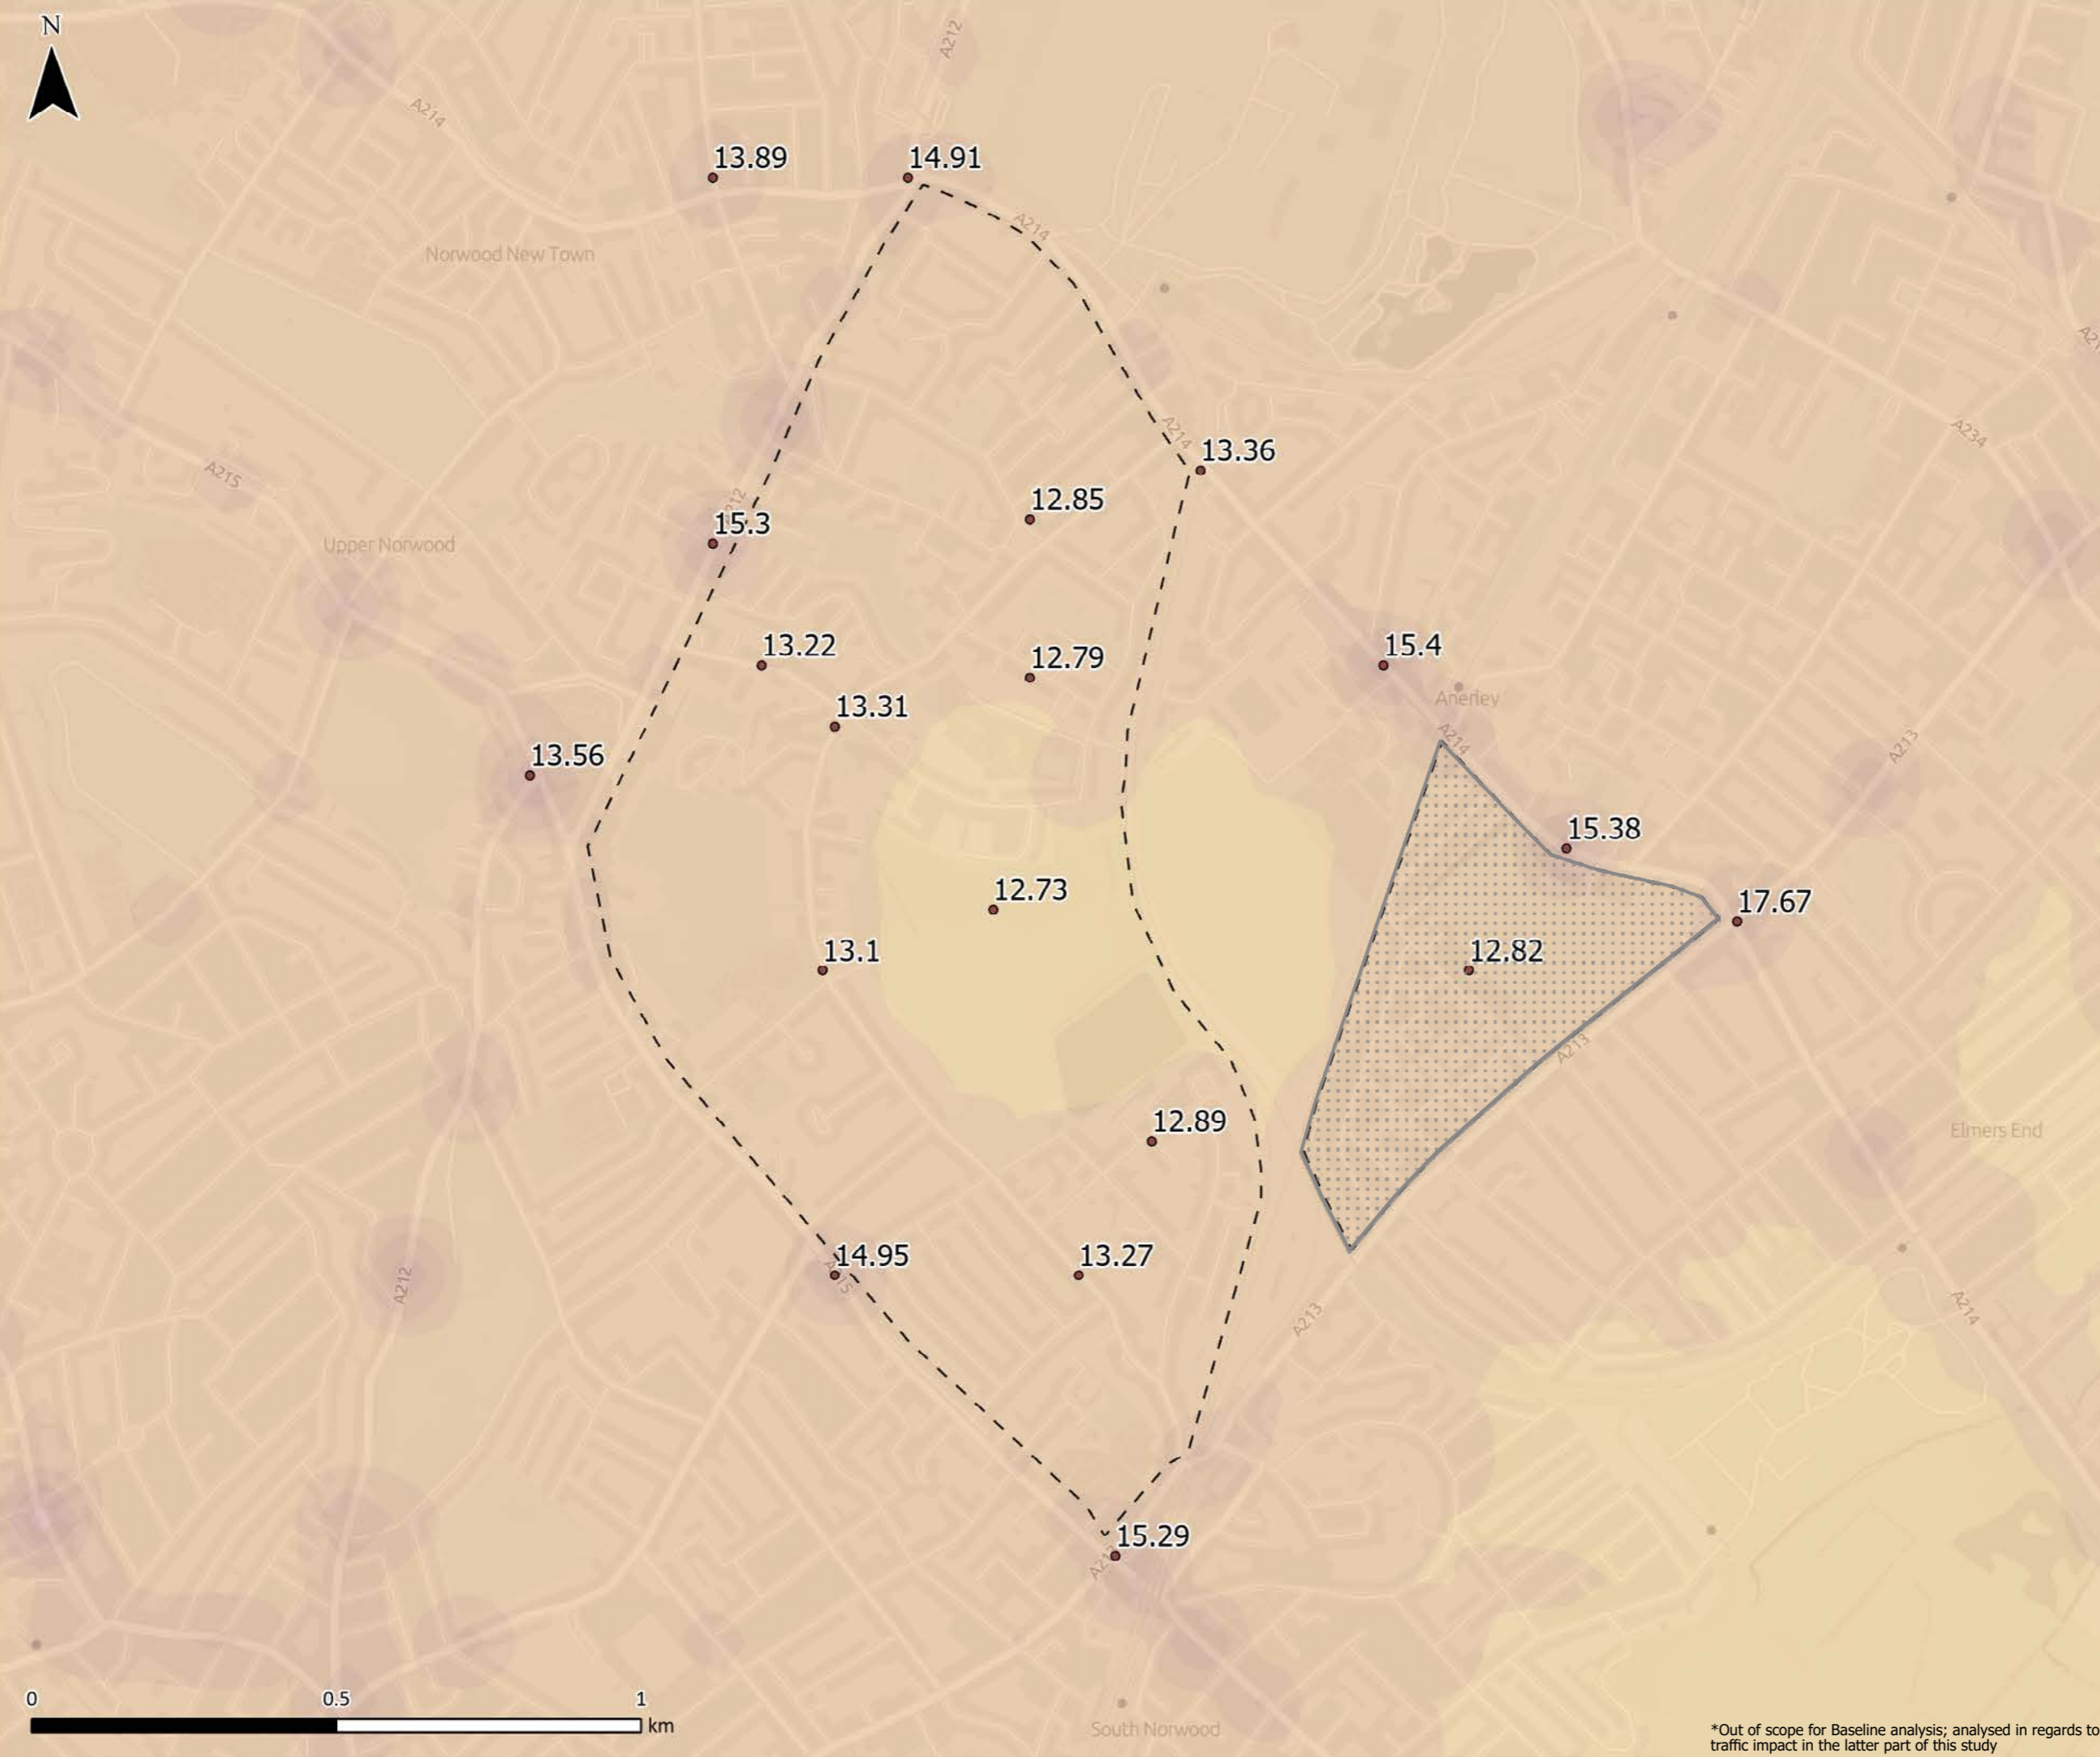 N
A212
A214
13.89
14.91
A214
Norwood New Town
A214
13.36
A234
A215
12.85
15.3
Upper Norwood
13.22
12.79
15.4
13.31
Anerley
A214
A213
13.56
15.38
12.73
17.67
13.1
12.82
A213
12.89
Elmers End
14.95
13.27
A212
A213
A214
15.29
0
0.5
1
km
South Norwood
*Out of scope for Baseline analysis; analysed in regards to
traffic impact in the latter part of this study